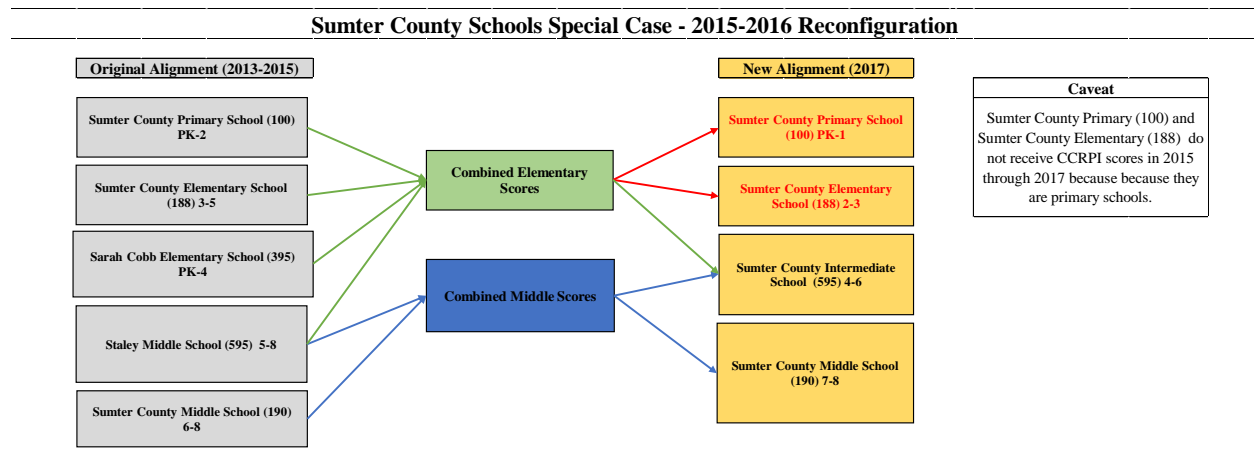 Sumter County Schools Special Case - 2015-2016 Reconfiguration
Original Alignment (2013-2015)
Sumter County Primary School (100)
PK-2
Sumter County Elementary School
(188) 3-5
Sarah Cobb Elementary School (395)
PK-4
Staley Middle School (595)  5-8
Sumter County Middle School (190)
6-8
Combined Elementary
Scores
Combined Middle Scores
New Alignment (2017)
Sumter County Primary School
(100) PK-1
Sumter County Elementary
School (188) 2-3
Sumter County Intermediate
School  (595) 4-6
Sumter County Middle School
(190) 7-8
Caveat
Sumter County Primary (100) and
Sumter County Elementary (188)  do
not receive CCRPI scores in 2015
through 2017 because because they
are primary schools.